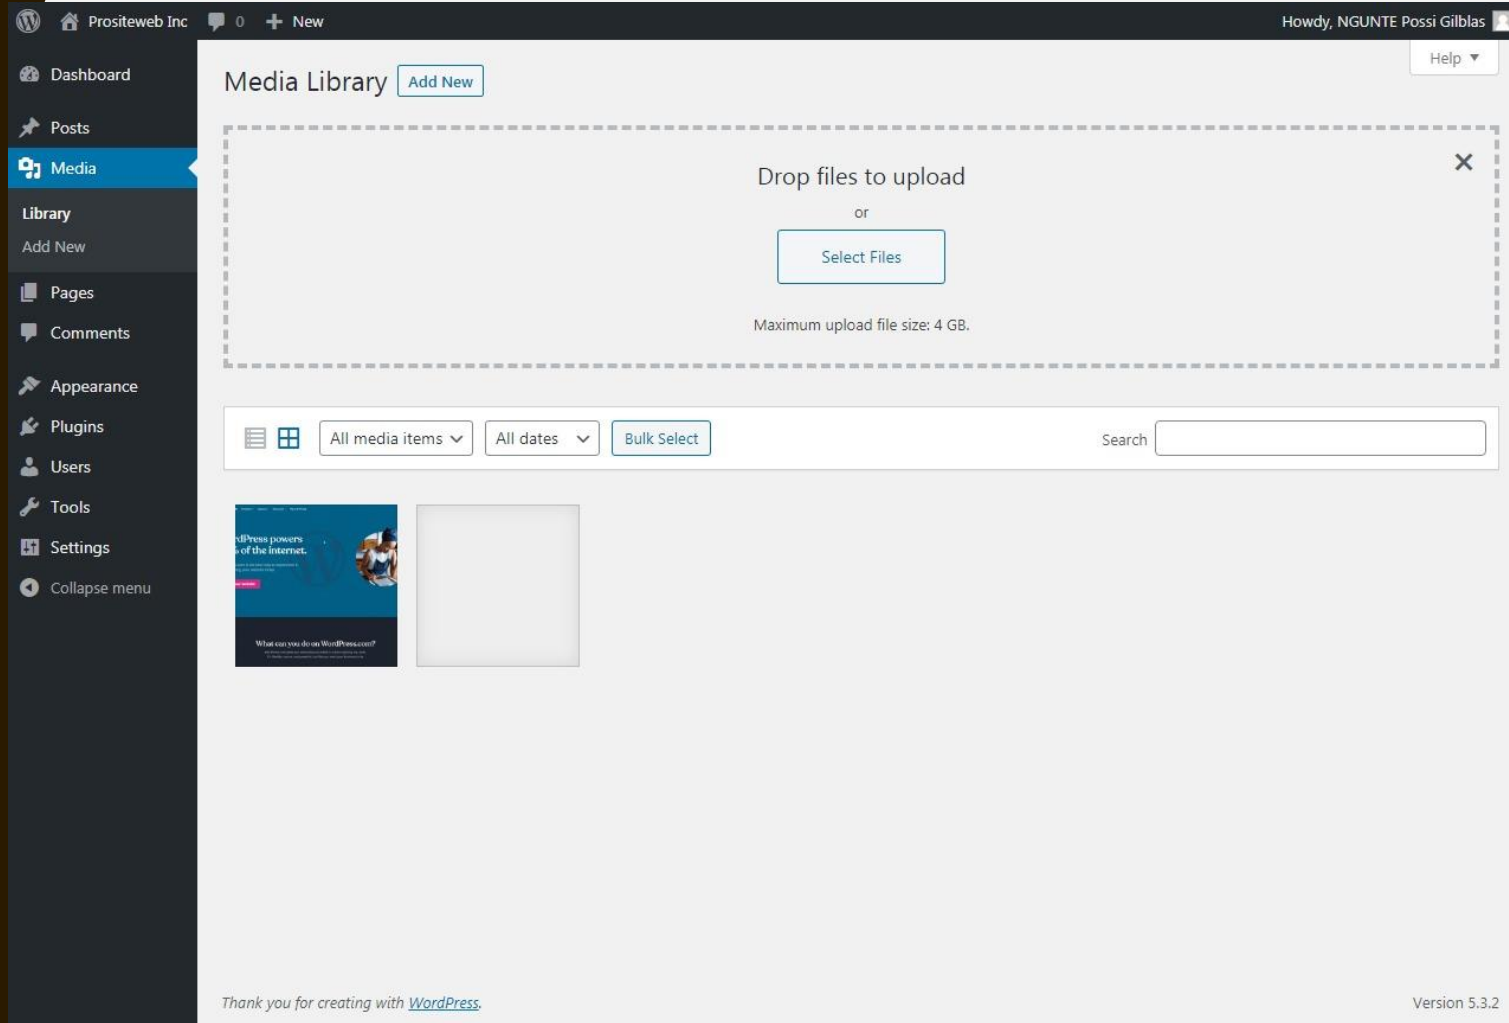 Prositeweb Inc 0 New Howdy, NGUNTE Possi Gilblas
Dashboard
Posts
Media
Library
Add New
Pages
Comments
Appearance
Plugins
Users
Tools
Settings
Collapse menu
Help
Media Library Add New
Drop files to upload
or
Select Files
Maximum upload file size: 4 GB.
All media items All dates Bulk Select Search
dPress powers
of the internet.
What can you do on WordPress.com?
Thank you for creating with WordPress. Version 5.3.2